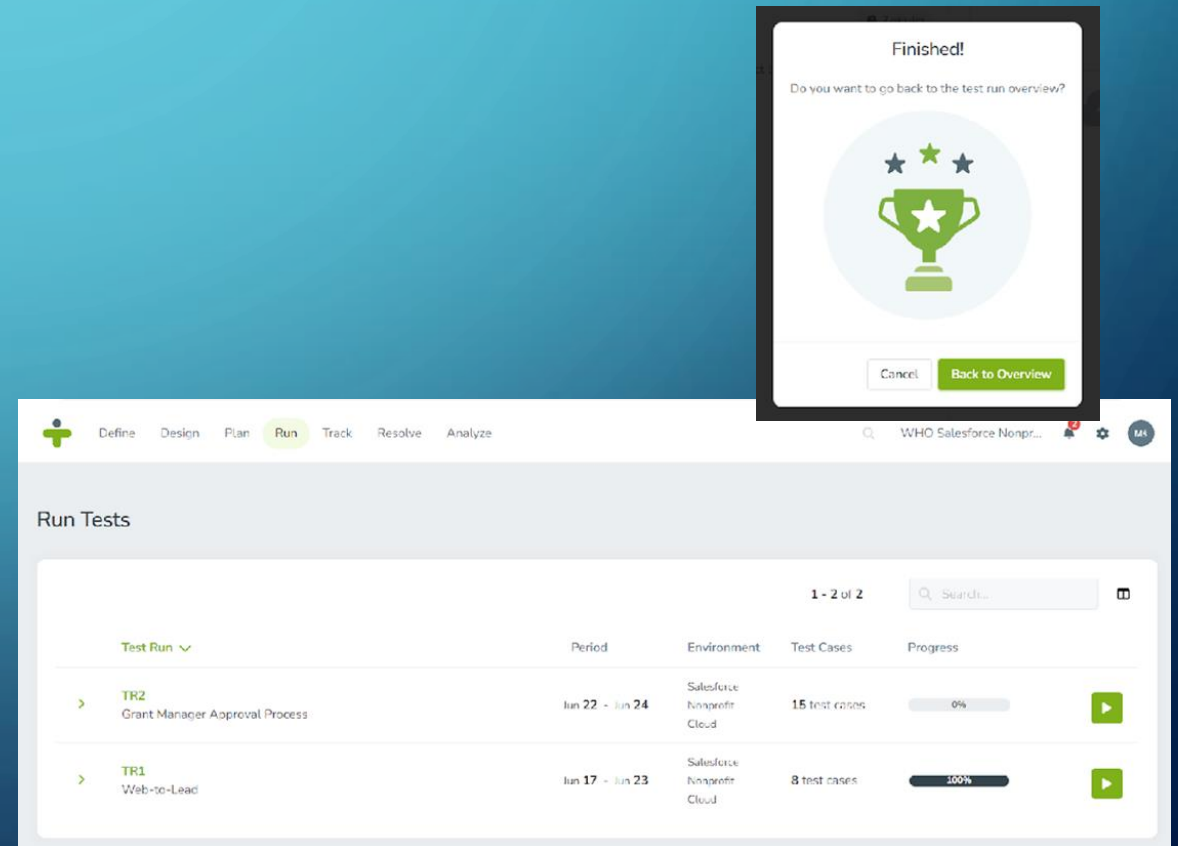 Finished!
Do you want to go back to the test run overview?
Cancel
Back to Overview
Define
Design
Plan
Run
Track
Resolve
Analyze
WHO Salesforce Nonpr...
2
Run Tests
1 - 2 of 2
Search...
Test Run
Period
Environment
Test Cases
Progress
TR2
Grant Manager Approval Process
Jun 22 - Jun 24
Salesforce
Nonprofit
Cloud
15 test cases
0%
TR1
Web-to-Lead
Jun 17 - Jun 23
Salesforce
Nonprofit
Cloud
8 test cases
100%